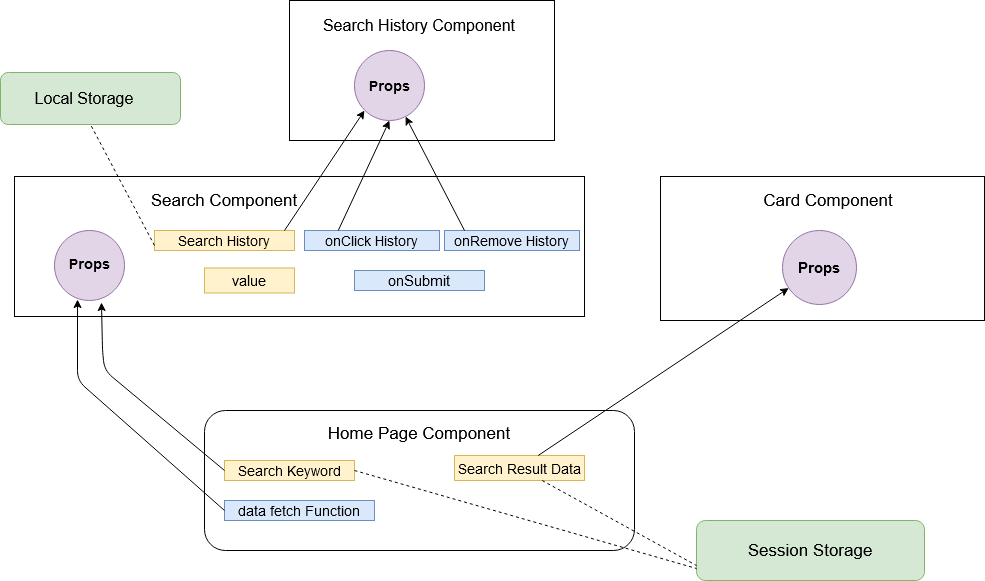 Search History Component
Props
Local Storage
Search Component
Props
Search History
onClick History
onRemove History
value
onSubmit
Card Component
Props
Home Page Component
Search Keyword
Search Result Data
data fetch Function
Session Storage